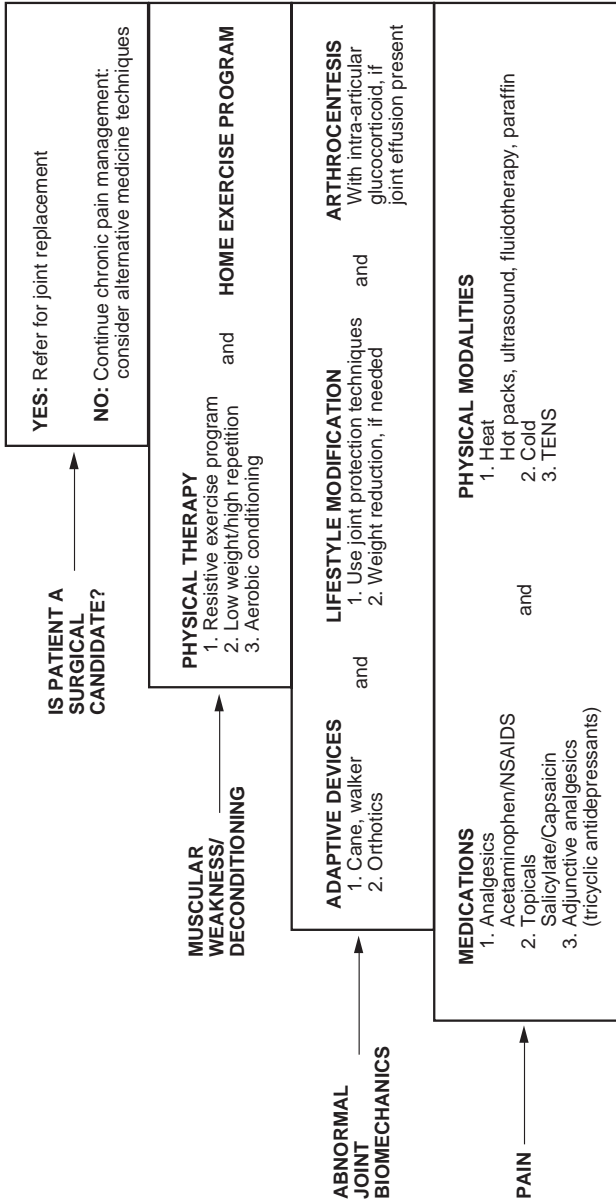 IS PATIENT A
SURGICAL
CANDIDATE?
YES: Refer for joint replacement
NO: Continue chronic pain management:
consider alternative medicine techniques
MUSCULAR
WEAKNESS/
DECONDITIONING
PHYSICAL THERAPY
1. Resistive exercise program
2. Low weight/high repetition
3. Aerobic conditioning
and
HOME EXERCISE PROGRAM
ABNORMAL
JOINT
BIOMECHANICS
ADAPTIVE DEVICES
1. Cane, walker
2. Orthotics
and
LIFESTYLE MODIFICATION
1. Use joint protection techniques
2. Weight reduction, if needed
and
ARTHROCENTESIS
With intra-articular
glucocorticoid, if
joint effusion present
PAIN
MEDICATIONS
1. Analgesics
Acetaminophen/NSAIDS
2. Topicals
Salicylate/Capsaicin
3. Adjunctive analgesics
(tricyclic antidepressants)
and
PHYSICAL MODALITIES
1. Heat
Hot packs, ultrasound, fluidotherapy, paraffin
2. Cold
3. TENS